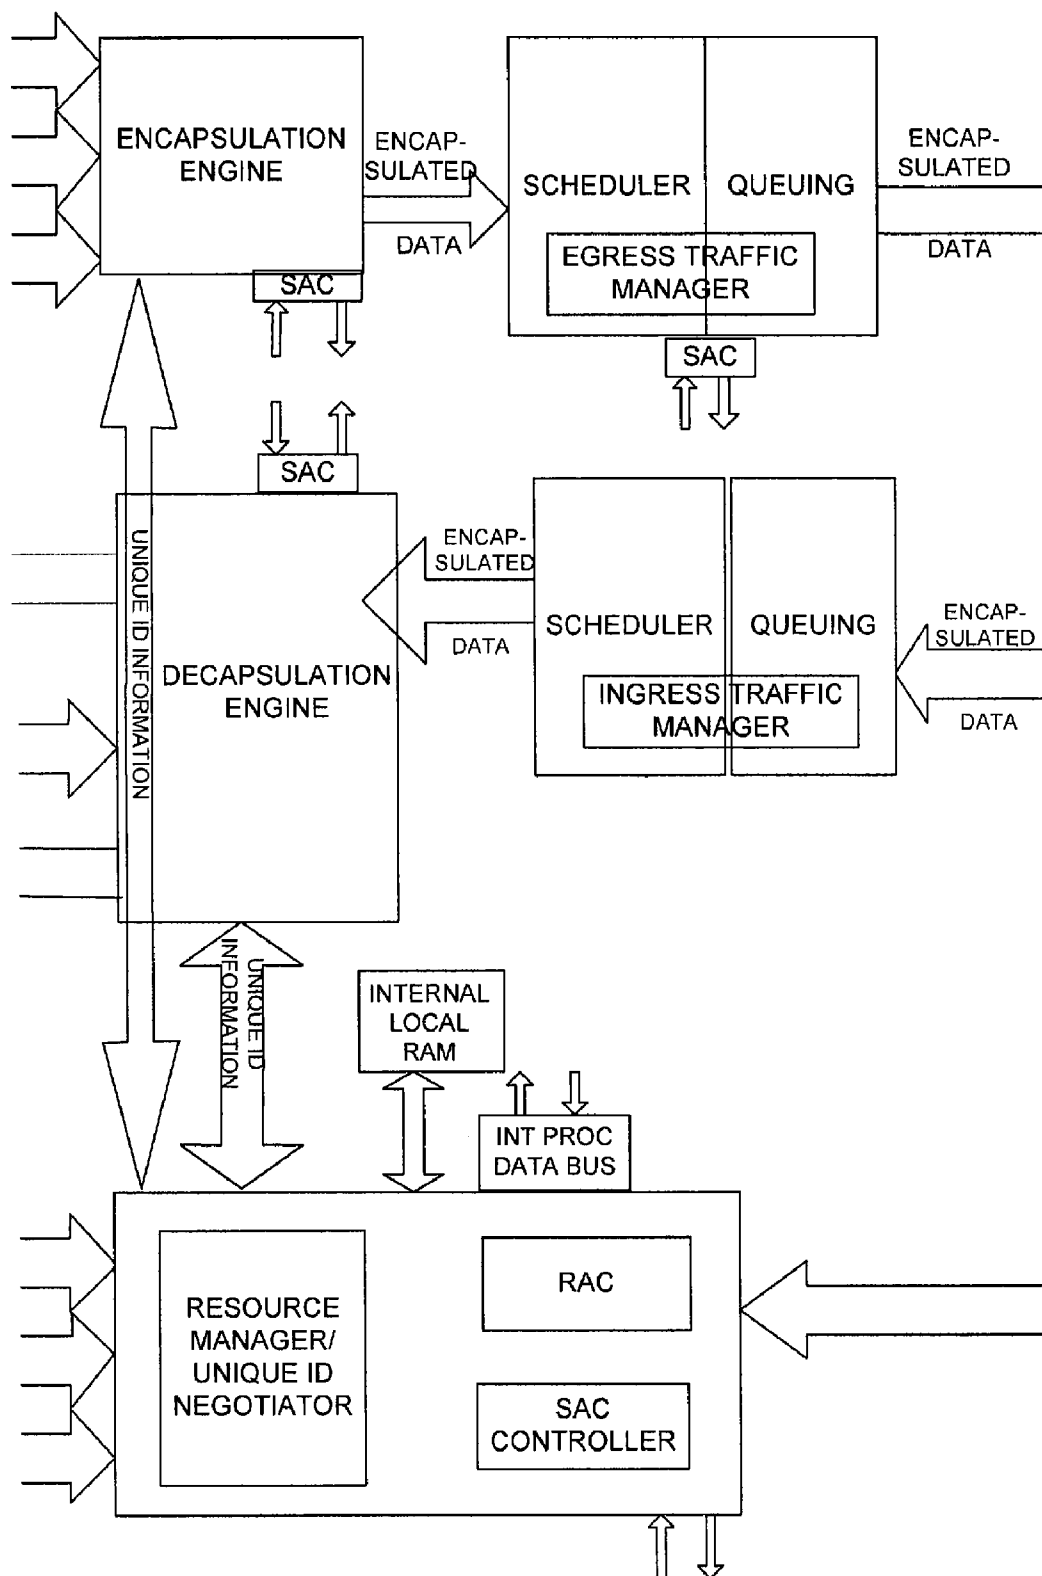 ENCAPSULATION
ENGINE
ENCAP-
SULATED
DATA
SAC
SCHEDULER
QUEUING
EGRESS TRAFFIC
MANAGER
ENCAP-
SULATED
DATA
SAC
SAC
UNIQUE ID INFORMATION
DECAPSULATION
ENGINE
ENCAP-
SULATED
DATA
SCHEDULER
QUEUING
INGRESS TRAFFIC
MANAGER
ENCAP-
SULATED
DATA
UNIQUE ID
INFORMATION
INTERNAL
LOCAL
RAM
INT PROC
DATA BUS
RESOURCE
MANAGER/
UNIQUE ID
NEGOTIATOR
RAC
SAC
CONTROLLER